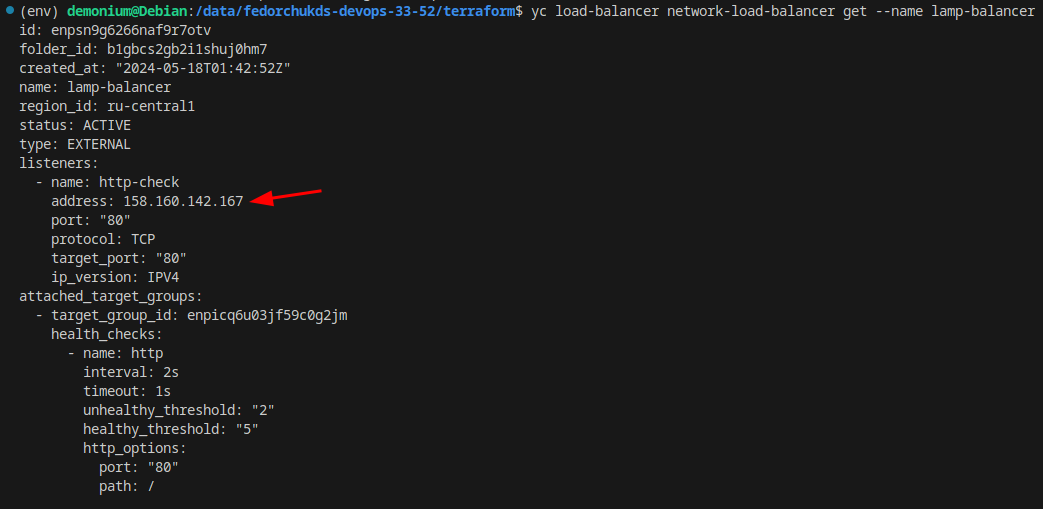 (env) demonium@Debian:/data/fedorchukds-devops-33-52/terraform$ yc load-balancer network-load-balancer get --name lamp-balancer
id: enpsn9g6266naf9r7otv
folder_id: b1gbcs2gb2i1shuj0hm7
created_at: "2024-05-18T01:42:52Z"
name: lamp-balancer
region_id: ru-central1
status: ACTIVE
type: EXTERNAL
listeners:
  - name: http-check
    address: 158.160.142.167
    port: "80"
    protocol: TCP
    target_port: "80"
    ip_version: IPV4
attached_target_groups:
  - target_group_id: enpicq6u03jf59c0g2jm
    health_checks:
      - name: http
        interval: 2s
        timeout: 1s
        unhealthy_threshold: "2"
        healthy_threshold: "5"
        http_options:
          port: "80"
          path: /